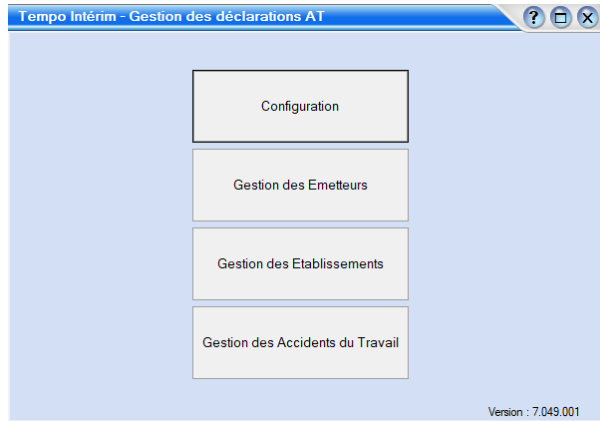 Tempo Intérim - Gestion des déclarations AT
Configuration
Gestion des Emetteurs
Gestion des Etablissements
Gestion des Accidents du Travail
Version : 7.049.001